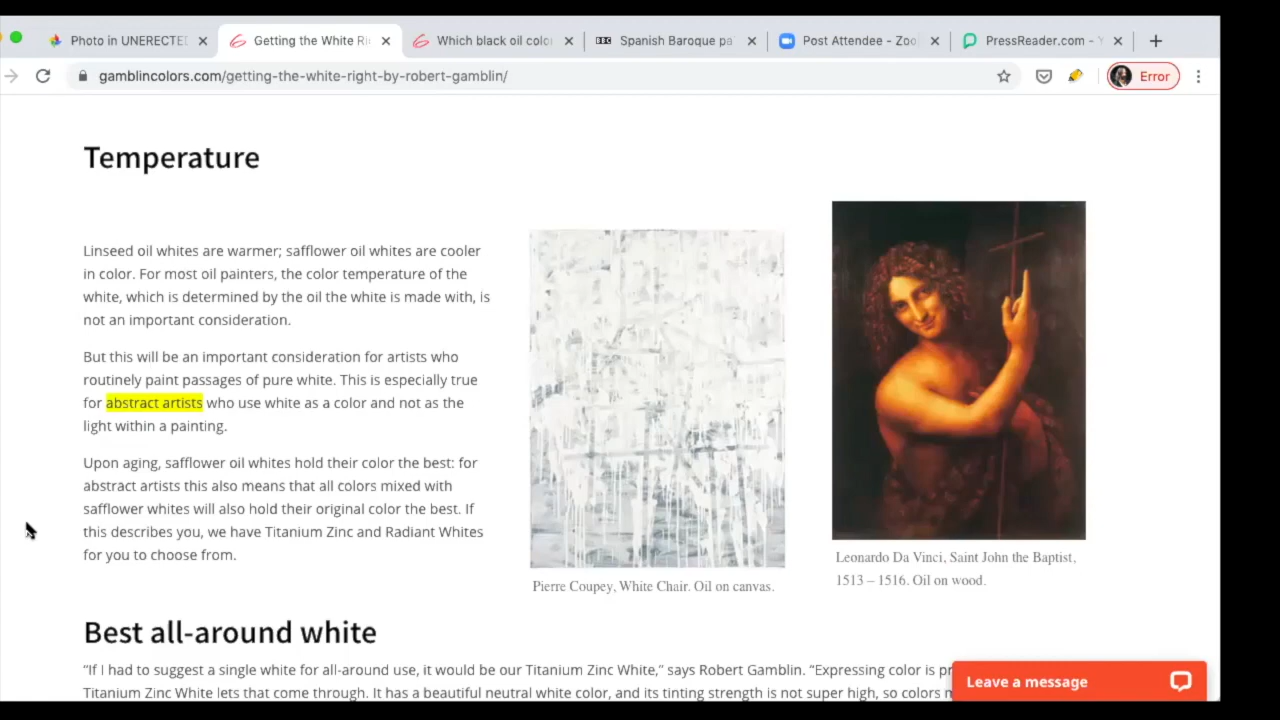 Photo in UNERECTED
Getting the White Ri
Which black oil colo
BBC Spanish Baroque pa
Post Attendee - Zoo
PressReader.com - Y
gamblincolors.com/getting-the-white-right-by-robert-gamblin/
Error
Temperature
Linseed oil whites are warmer; safflower oil whites are cooler
in color. For most oil painters, the color temperature of the
white, which is determined by the oil the white is made with, is
not an important consideration.
But this will be an important consideration for artists who
routinely paint passages of pure white. This is especially true
for abstract artists who use white as a color and not as the
light within a painting.
Upon aging, safflower oil whites hold their color the best: for
abstract artists this also means that all colors mixed with
safflower whites will also hold their original color the best. If
this describes you, we have Titanium Zinc and Radiant Whites
for you to choose from.
Pierre Coupey, White Chair. Oil on canvas.
Leonardo Da Vinci, Saint John the Baptist,
1513 – 1516. Oil on wood.
Best all-around white
“If I had to suggest a single white for all-around use, it would be our Titanium Zinc White,” says Robert Gamblin. “Expressing color is pr
Titanium Zinc White lets that come through. It has a beautiful neutral white color, and its tinting strength is not super high, so colors m
Leave a message